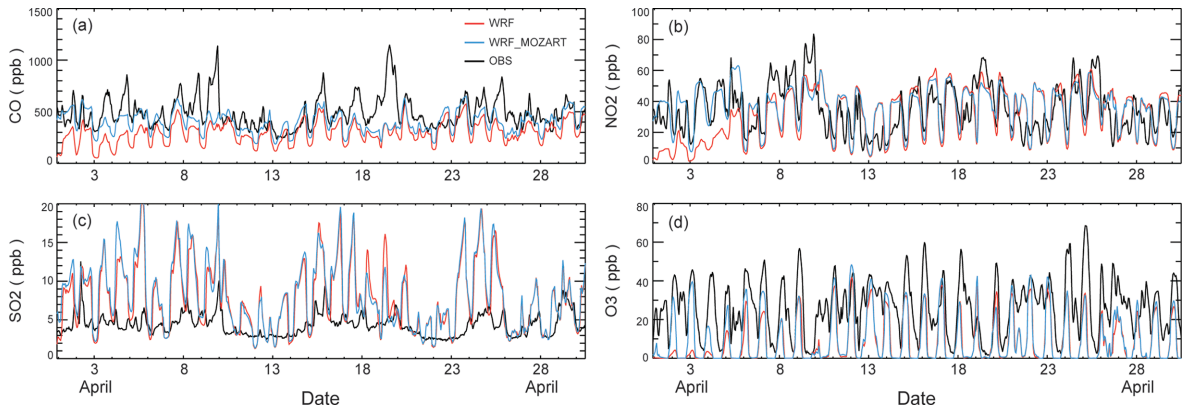 (a)
WRF
WRF_MOZART
OBS
CO ( ppb )
1500
1000
500
0
3 8 13 18 23 28
(b)
NO2 ( ppb )
100
80
60
40
20
0
3 8 13 18 23 28
(c)
SO2 ( ppb )
20
15
10
5
0
3 8 13 18 23 28
April April
Date
(d)
O3 ( ppb )
80
60
40
20
0
3 8 13 18 23 28
April April
Date